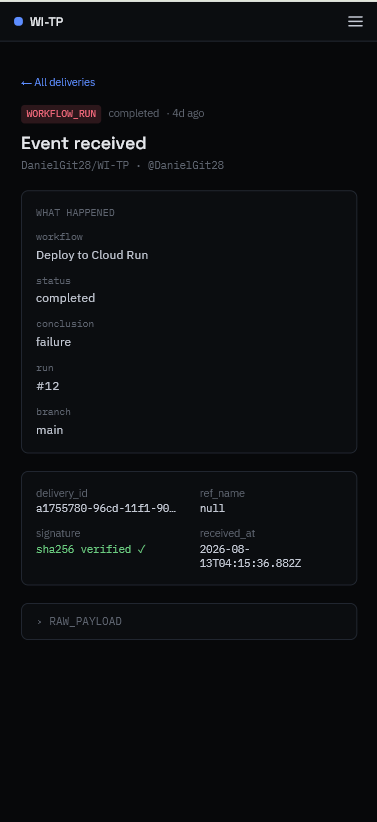 WI-TP
← All deliveries
WORKFLOW_RUN completed · 4d ago
Event received
DanielGit28/WI-TP · @DanielGit28
WHAT HAPPENED
workflow
Deploy to Cloud Run
status
completed
conclusion
failure
run
#12
branch
main
delivery_id
a1755780-96cd-11f1-90…
ref_name
null
signature
sha256 verified ✓
received_at
2026-08-
13T04:15:36.882Z
› RAW_PAYLOAD